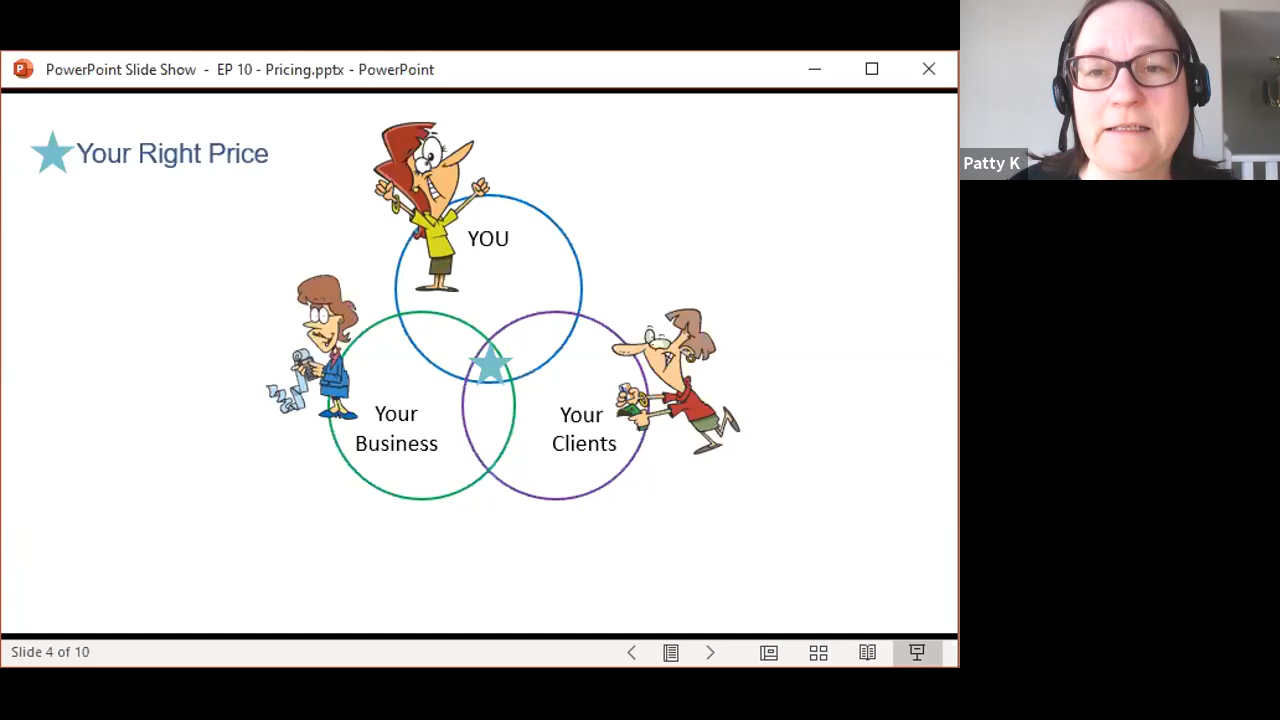 PowerPoint Slide Show - EP 10 - Pricing.pptx - PowerPoint
Your Right Price
YOU
Your
Business
Your
Clients
Patty K
Slide 4 of 10